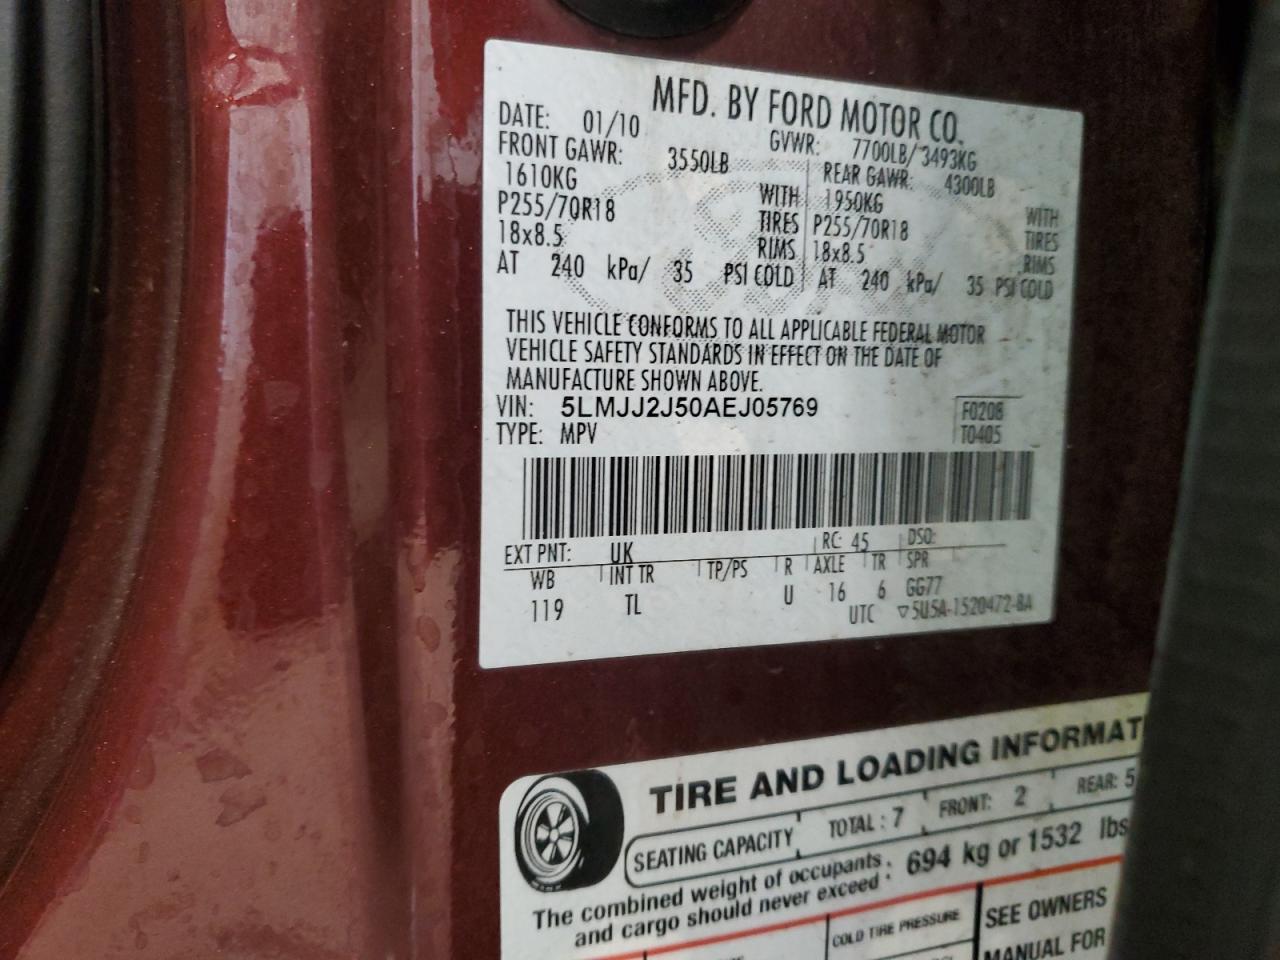 MFD. BY FORD MOTOR CO.
DATE: 01/10 GVWR: 7700LB/3493KG
FRONT GAWR: 3550LB REAR GAWR: 4300LB
1610KG WITH 1950KG WITH
P255/70R18 TIRES P255/70R18 TIRES
18x8.5 RIMS 18x8.5 RIMS
AT 240 kPa/ 35 PSI COLD AT 240 kPa/ 35 PSI COLD
THIS VEHICLE CONFORMS TO ALL APPLICABLE FEDERAL MOTOR
VEHICLE SAFETY STANDARDS IN EFFECT ON THE DATE OF
MANUFACTURE SHOWN ABOVE.
VIN: 5LMJJ2J50AEJ05769 F0208
TYPE: MPV T0405
EXT PNT: UK RC: 45 DSO:
WB INT TR TP/PS R AXLE TR SPR
119 TL U 16 6 GG77
UTC ▽5U5A-1520472-BA
TIRE AND LOADING INFORMAT
SEATING CAPACITY TOTAL : 7 FRONT: 2 REAR: 5
The combined weight of occupants
and cargo should never exceed : 694 kg or 1532 lbs
COLD TIRE PRESSURE SEE OWNERS
MANUAL FOR